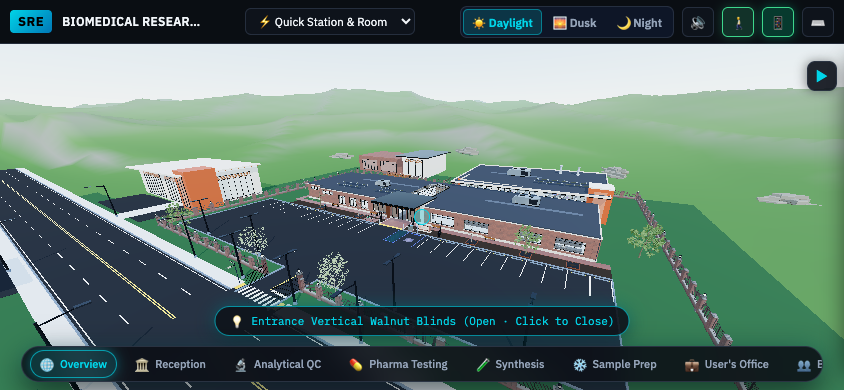 SRE BIOMEDICAL RESEAR... ⚡ Quick Station & Room ☀️ Daylight 🌇 Dusk 🌙 Night
💡 Entrance Vertical Walnut Blinds (Open · Click to Close)
🌐 Overview 🏛️ Reception 🔬 Analytical QC 💊 Pharma Testing 🧪 Synthesis ❄️ Sample Prep 💼 User's Office 👥